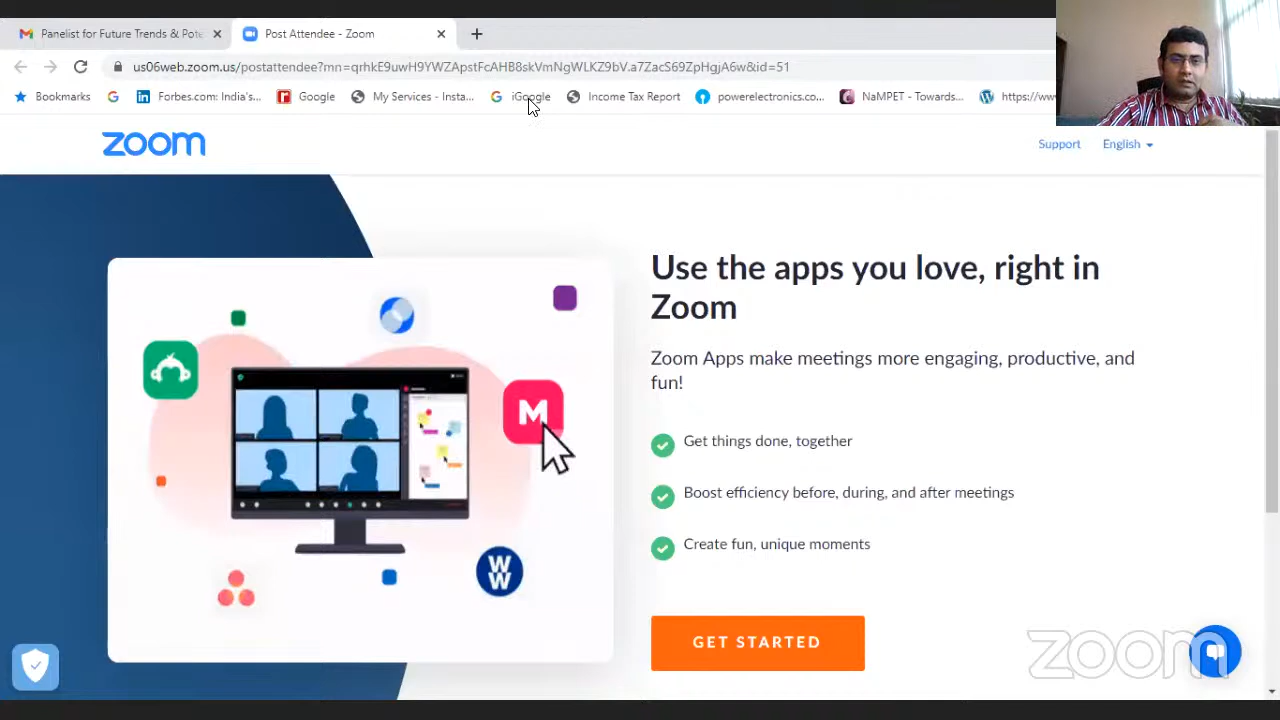 Panelist for Future Trends & Pote
Post Attendee - Zoom
us06web.zoom.us/postattendee?mn=qrhkE9uwH9YWZApstFcAHB8skVmNgWLKZ9bV.a7ZacS69ZpHgjA6w&id=51
Bookmarks
Forbes.com: India's...
Google
My Services - Insta...
iGoogle
Income Tax Report
powerelectronics.co...
NaMPET - Towards...
https://ww
zoom
Support
English
Use the apps you love, right in
Zoom
Zoom Apps make meetings more engaging, productive, and
fun!
M
Get things done, together
Boost efficiency before, during, and after meetings
Create fun, unique moments
W
W
GET STARTED
zoom